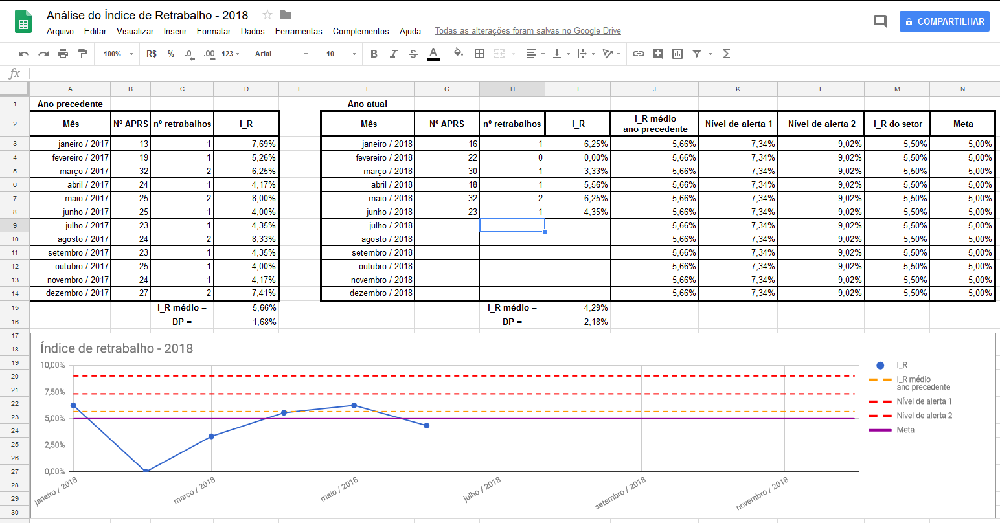 Análise do Índice de Retrabalho - 2018
Arquivo Editar Visualizar Inserir Formatar Dados Ferramentas Complementos Ajuda Todas as alterações foram salvas no Google Drive
COMPARTILHAR
100% R$ % .0 .00 123 Arial 10 B I S A Σ
fx
A B C D E F G H I J K L M N
1 Ano precedente Ano atual
2 Mês Nº APRS nº retrabalhos I_R Mês Nº APRS nº retrabalhos I_R I_R médio ano precedente Nível de alerta 1 Nível de alerta 2 I_R do setor Meta
3 janeiro / 2017 13 1 7,69% janeiro / 2018 16 1 6,25% 5,66% 7,34% 9,02% 5,50% 5,00%
4 fevereiro / 2017 19 1 5,26% fevereiro / 2018 22 0 0,00% 5,66% 7,34% 9,02% 5,50% 5,00%
5 março / 2017 32 2 6,25% março / 2018 30 1 3,33% 5,66% 7,34% 9,02% 5,50% 5,00%
6 abril / 2017 24 1 4,17% abril / 2018 18 1 5,56% 5,66% 7,34% 9,02% 5,50% 5,00%
7 maio / 2017 25 2 8,00% maio / 2018 32 2 6,25% 5,66% 7,34% 9,02% 5,50% 5,00%
8 junho / 2017 25 1 4,00% junho / 2018 23 1 4,35% 5,66% 7,34% 9,02% 5,50% 5,00%
9 julho / 2017 23 1 4,35% julho / 2018 5,66% 7,34% 9,02% 5,50% 5,00%
10 agosto / 2017 24 2 8,33% agosto / 2018 5,66% 7,34% 9,02% 5,50% 5,00%
11 setembro / 2017 23 1 4,35% setembro / 2018 5,66% 7,34% 9,02% 5,50% 5,00%
12 outubro / 2017 25 1 4,00% outubro / 2018 5,66% 7,34% 9,02% 5,50% 5,00%
13 novembro / 2017 24 1 4,17% novembro / 2018 5,66% 7,34% 9,02% 5,50% 5,00%
14 dezembro / 2017 27 2 7,41% dezembro / 2018 5,66% 7,34% 9,02% 5,50% 5,00%
15 I_R médio = 5,66% I_R médio = 4,29%
16 DP = 1,68% DP = 2,18%
17
18
19
20
21
22
23
24
25
26
27
28
29
30
Índice de retrabalho - 2018
10,00%
7,50%
5,00%
2,50%
0,00%
janeiro / 2018 março / 2018 maio / 2018 julho / 2018 setembro / 2018 novembro / 2018
I_R
I_R médio
ano precedente
Nível de alerta 1
Nível de alerta 2
Meta